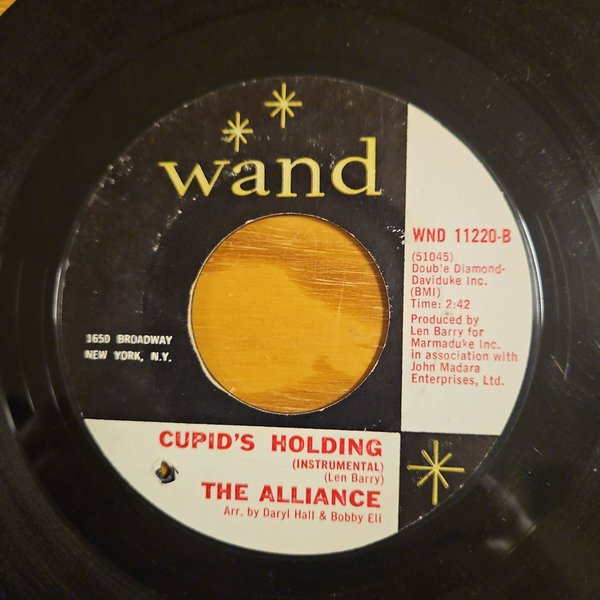 wand
WND 11220-B
(51045)
Double Diamond-
Daviduke Inc.
(BMI)
Time: 2:42
Produced by
Len Barry for
Marmaduke Inc.
in association with
John Madara
Enterprises, Ltd.
1650 BROADWAY
NEW YORK, N.Y.
CUPID'S HOLDING
(INSTRUMENTAL)
(Len Barry)
THE ALLIANCE
Arr. by Daryl Hall & Bobby Eli